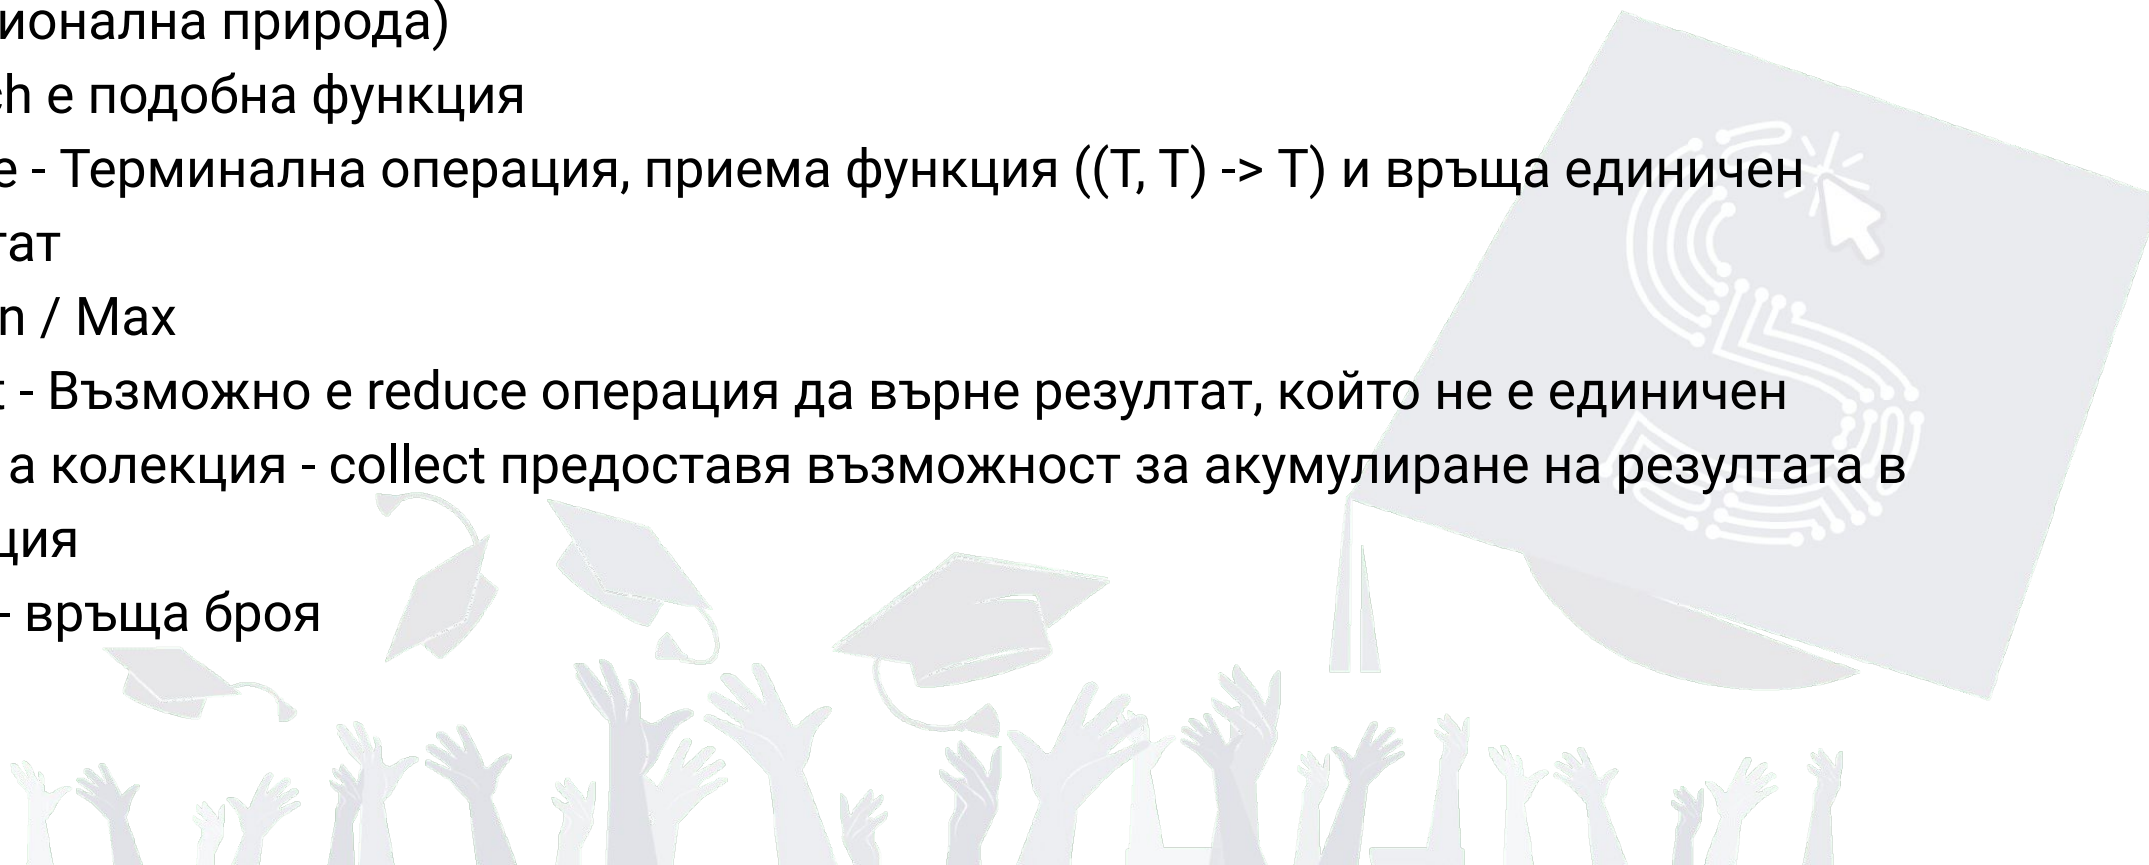 ионална природа)
ch е подобна функция
e - Терминална операция, приема функция ((T, T) -> T) и връща единичен
тат
n / Max
t - Възможно е reduce операция да върне резултат, който не е единичен
а колекция - collect предоставя възможност за акумулиране на резултата в
ция
- връща броя